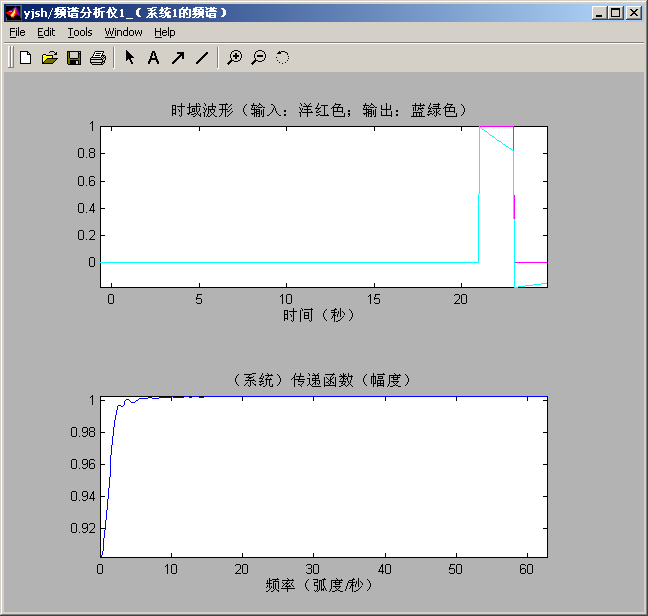 yjsh/频谱分析仪1_（系统1的频谱）
File Edit Tools Window Help
A
时域波形（输入：洋红色；输出：蓝绿色）
1
0.8
0.6
0.4
0.2
0
0 5 10 15 20
时间（秒）
（系统）传递函数（幅度）
1
0.98
0.96
0.94
0.92
0 10 20 30 40 50 60
频率（弧度/秒）